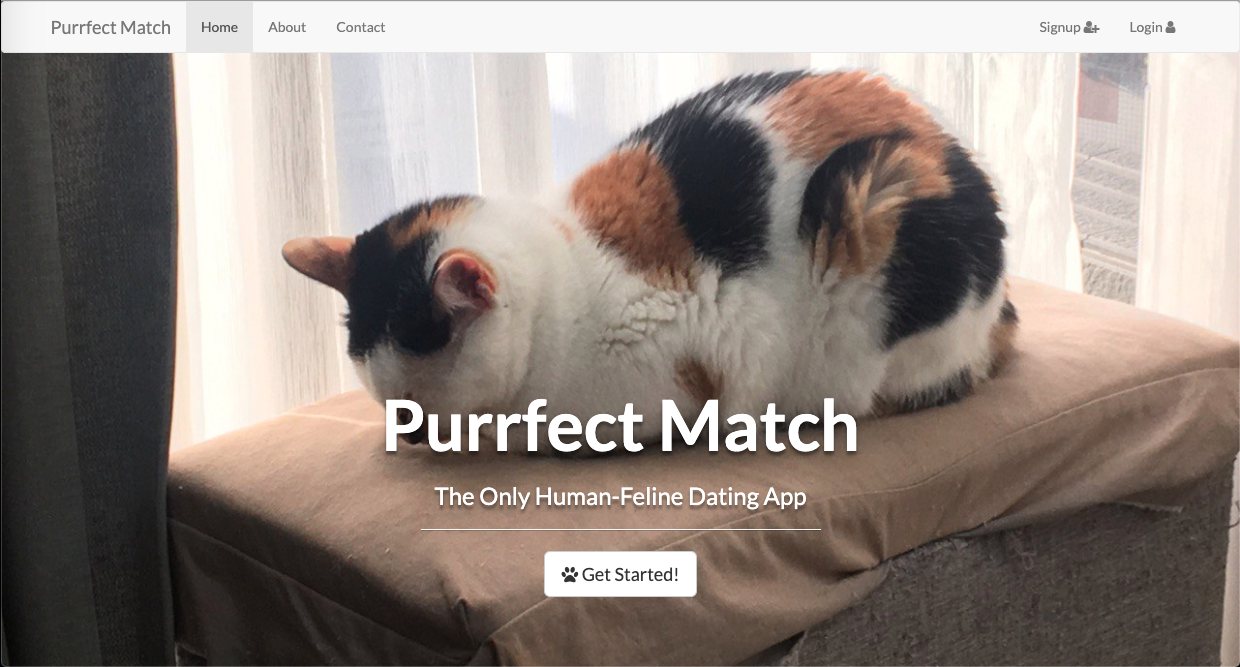 Purrfect Match Home About Contact Signup Login
Purrfect Match
The Only Human-Feline Dating App
Get Started!